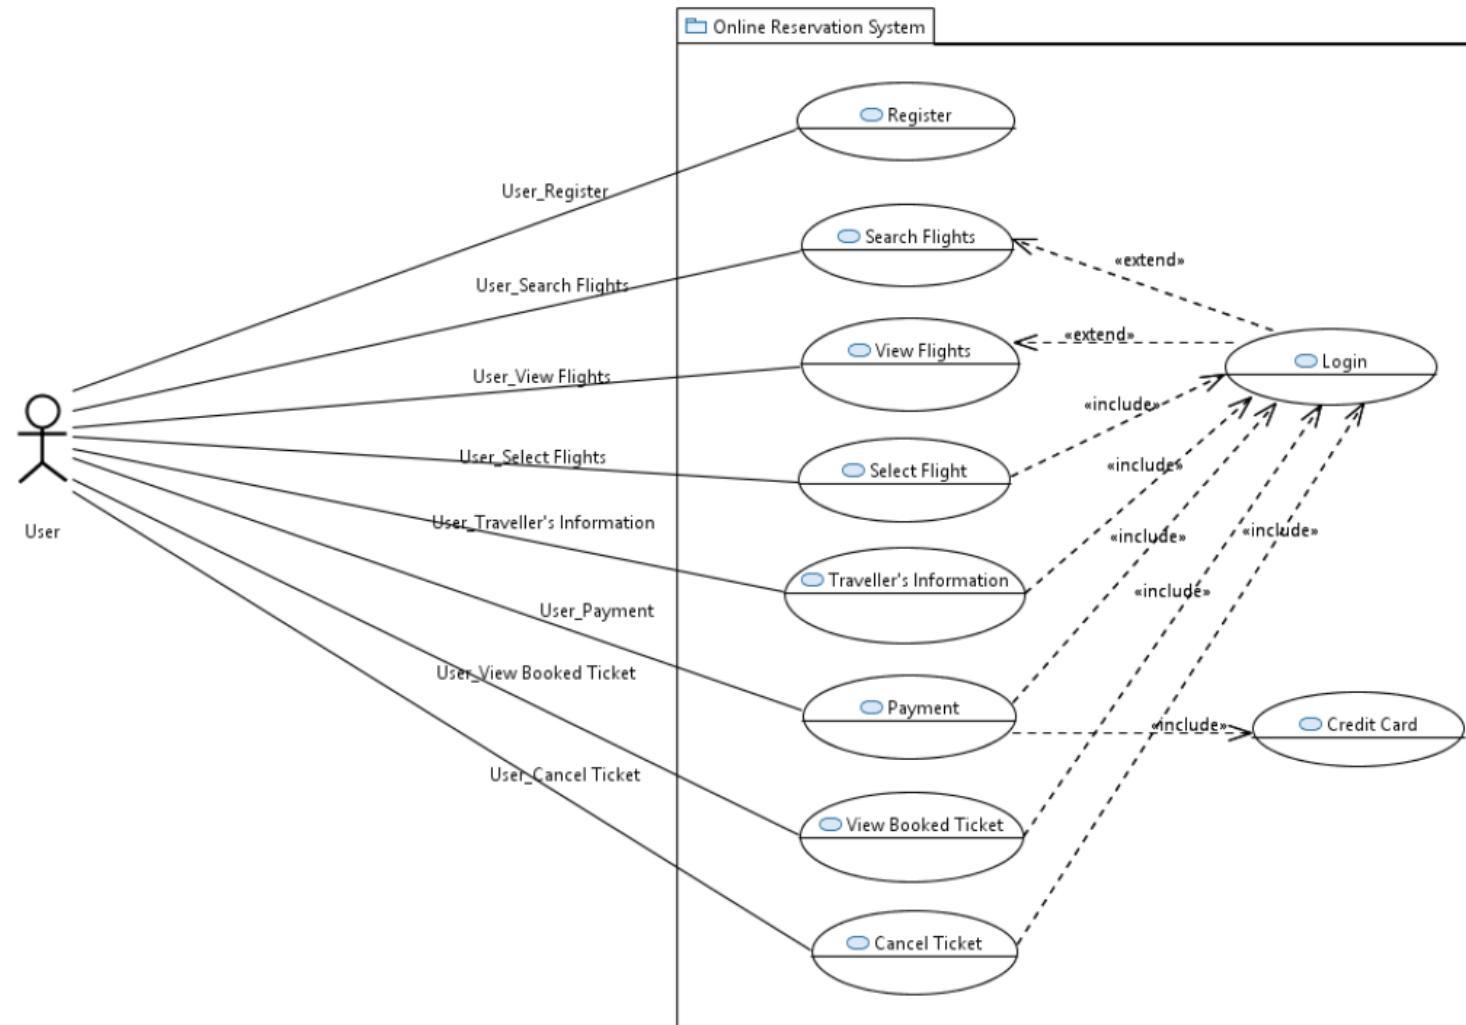 Online Reservation System
Register
User_Register
Search Flights
«extend»
User_Search Flights
«extend»
View Flights
Login
User_View Flights
«include»
User_Select Flights
Select Flight
«include»
User_Traveller's Information
User
«include»
«include»
Traveller's Information
«include»
User_Payment
User_View Booked Ticket
Payment
«include»
Credit Card
User_Cancel Ticket
View Booked Ticket
Cancel Ticket